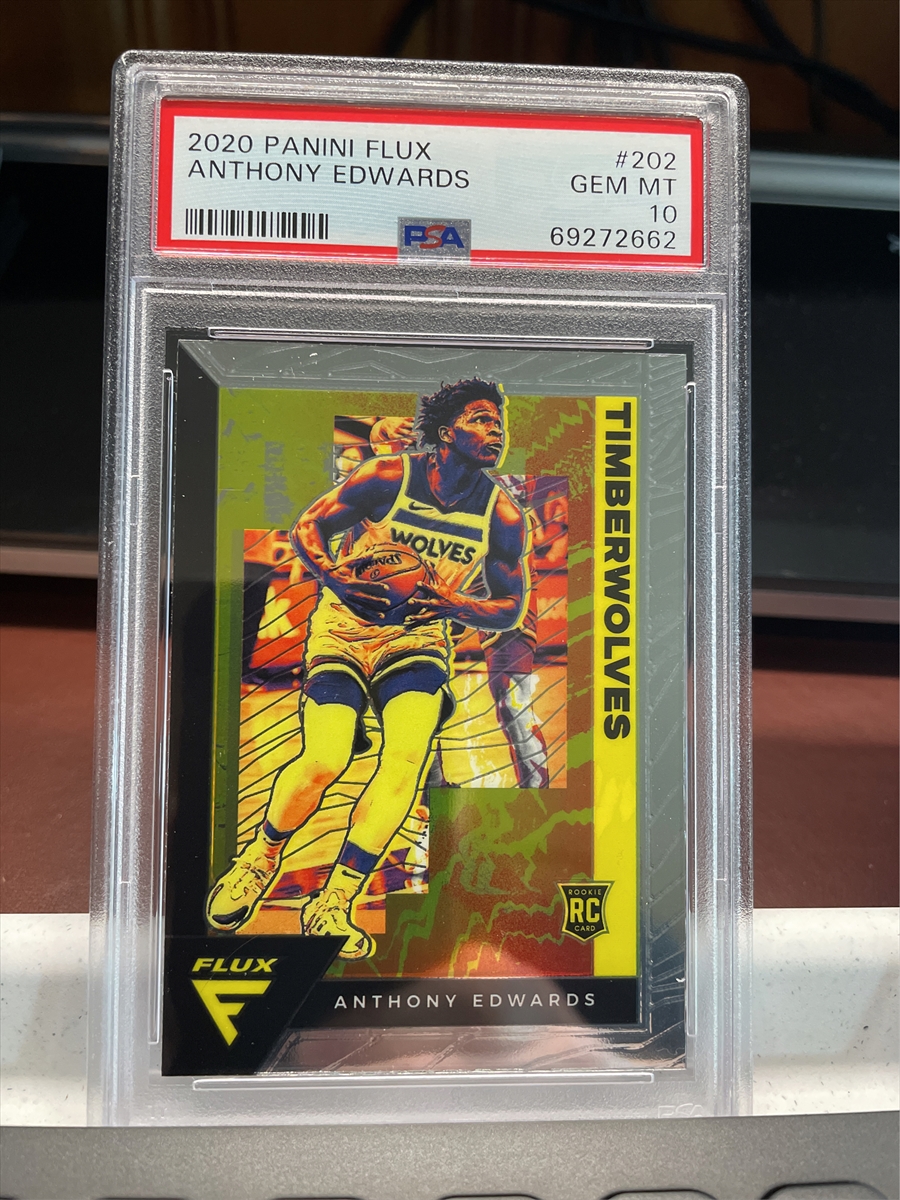 2020 PANINI FLUX
ANTHONY EDWARDS
#202
GEM MT
10
69272662
PSA
TIMBERWOLVES
WOLVES
SPALDING
ROOKIE
RC
CARD
FLUX
ANTHONY EDWARDS